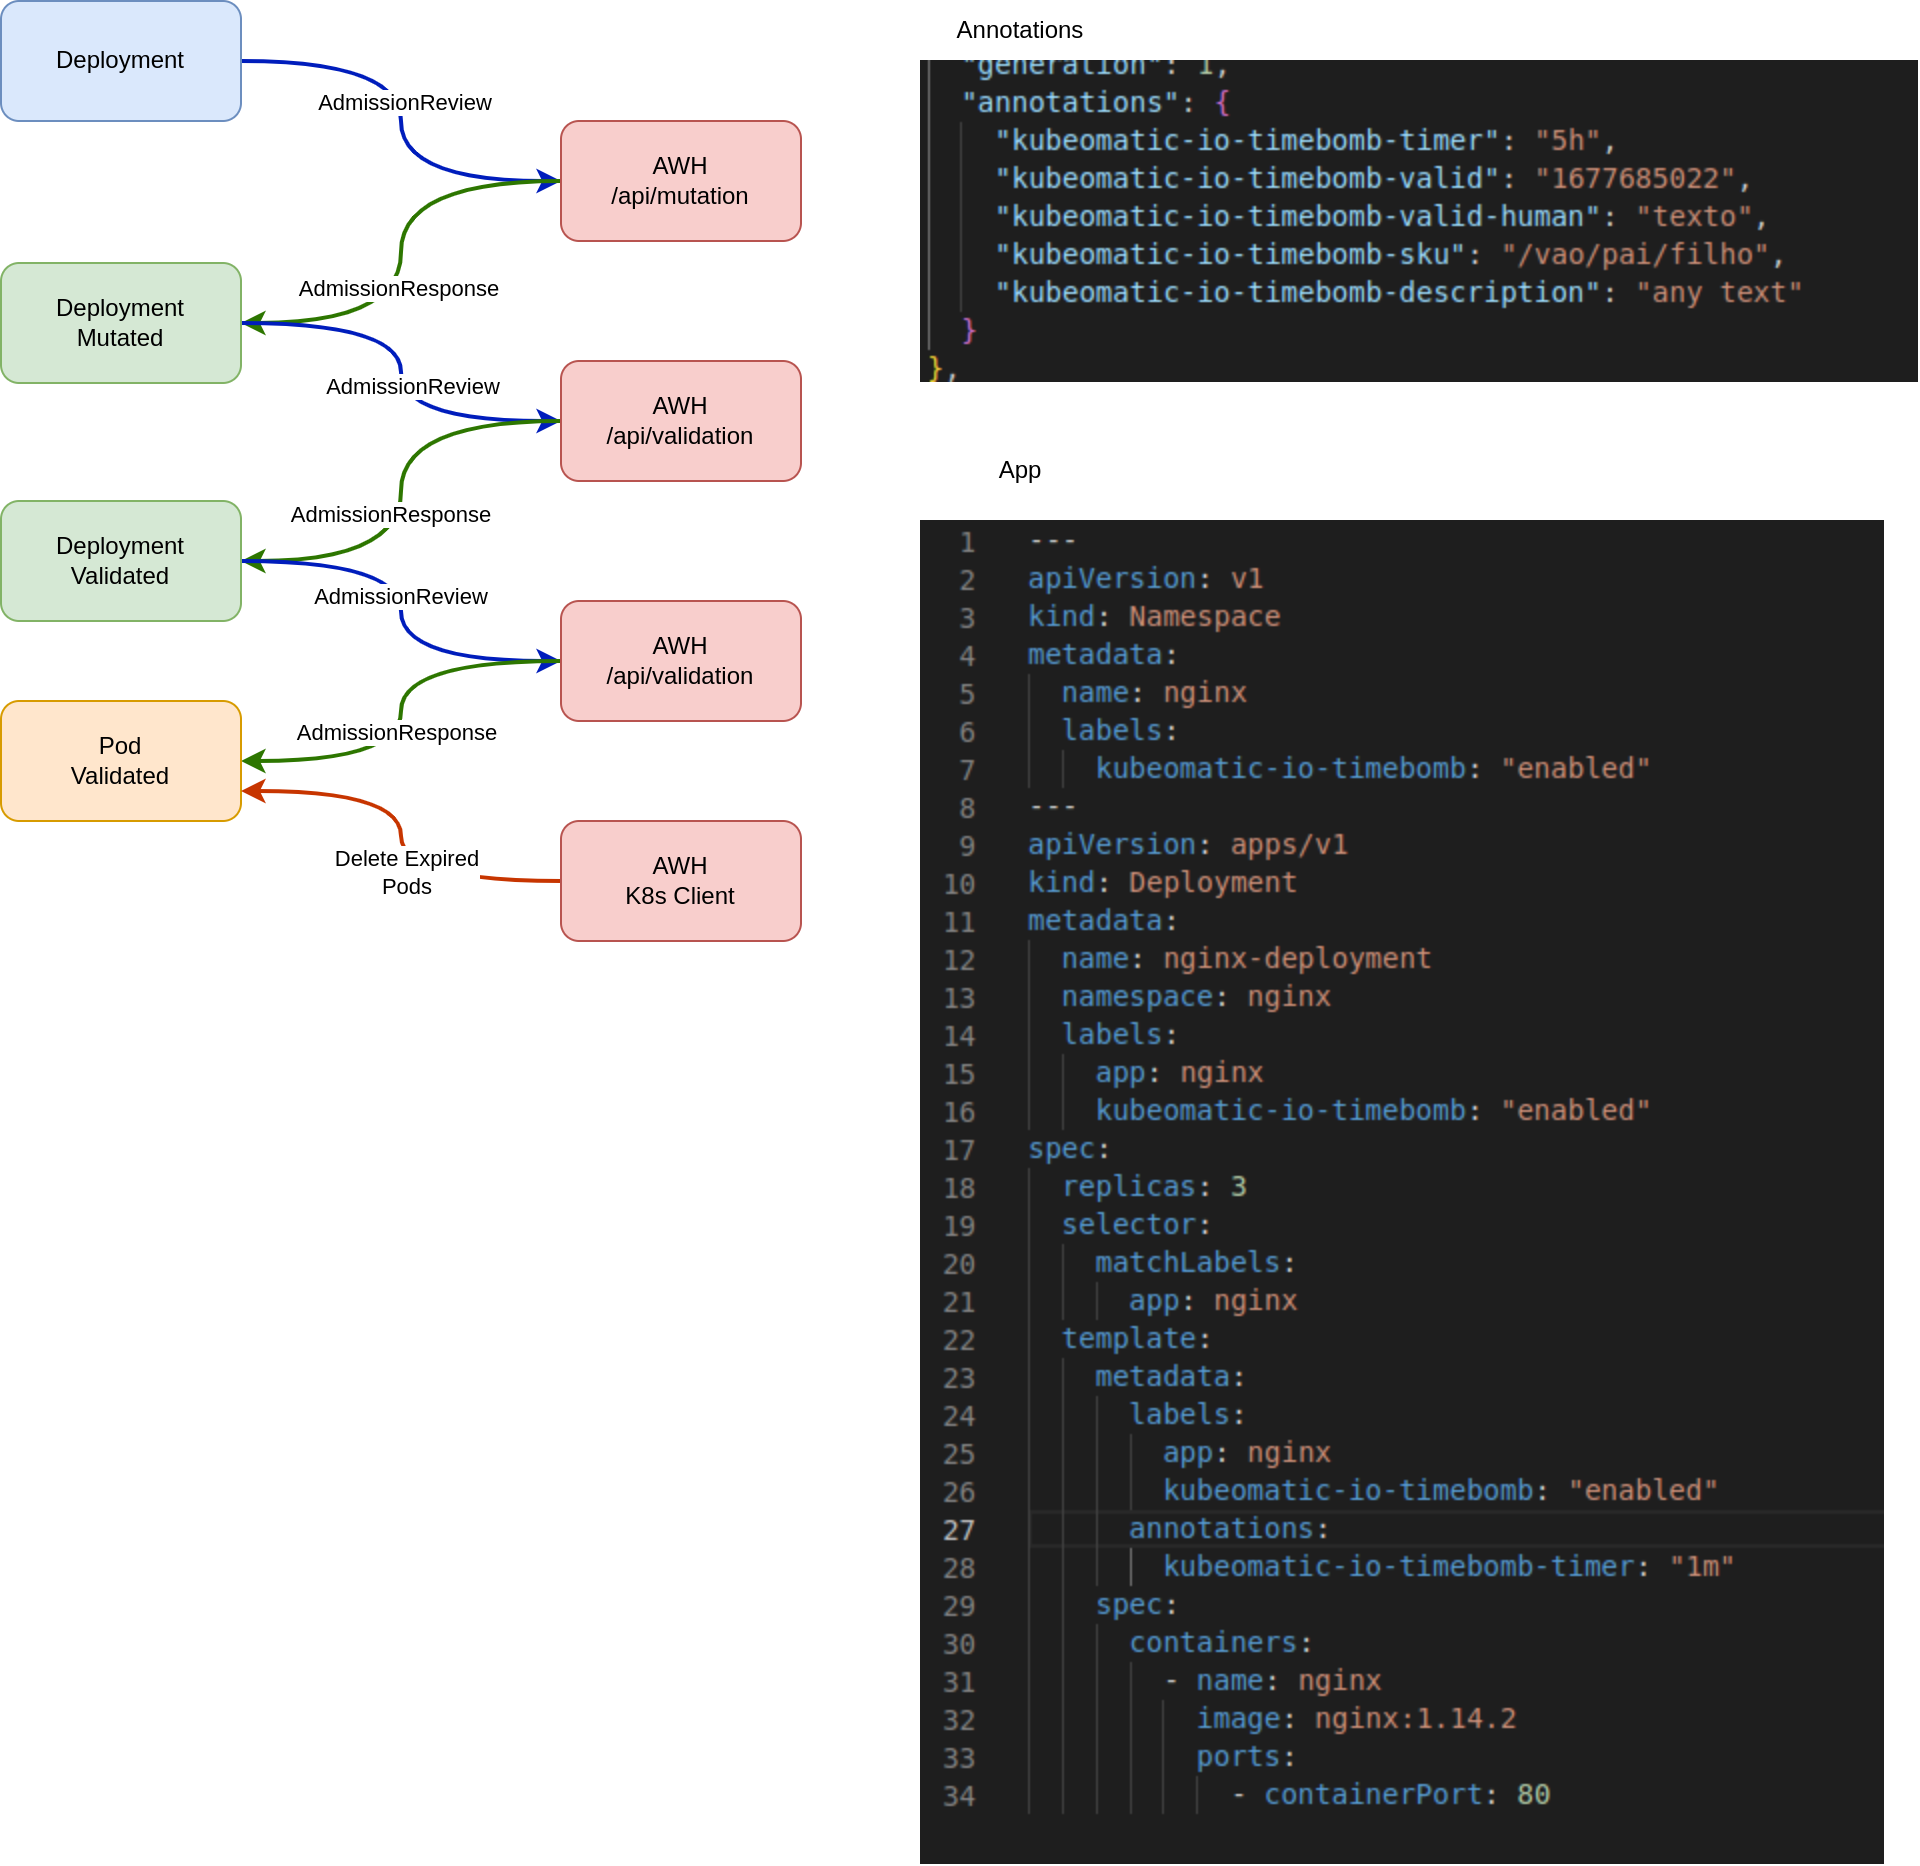 Deployment
AdmissionReview
AWH
/api/mutation
AdmissionResponse
Deployment
Mutated
AdmissionReview
AWH
/api/validation
AdmissionResponse
Deployment
Validated
AdmissionReview
AWH
/api/validation
AdmissionResponse
Pod
Validated
Delete Expired
Pods
AWH
K8s Client
Annotations
"generation": 1,
"annotations": {
"kubeomatic-io-timebomb-timer": "5h",
"kubeomatic-io-timebomb-valid": "1677685022",
"kubeomatic-io-timebomb-valid-human": "texto",
"kubeomatic-io-timebomb-sku": "/vao/pai/filho",
"kubeomatic-io-timebomb-description": "any text"
}
},
App
1 ---
2 apiVersion: v1
3 kind: Namespace
4 metadata:
5 name: nginx
6 labels:
7 kubeomatic-io-timebomb: "enabled"
8 ---
9 apiVersion: apps/v1
10 kind: Deployment
11 metadata:
12 name: nginx-deployment
13 namespace: nginx
14 labels:
15 app: nginx
16 kubeomatic-io-timebomb: "enabled"
17 spec:
18 replicas: 3
19 selector:
20 matchLabels:
21 app: nginx
22 template:
23 metadata:
24 labels:
25 app: nginx
26 kubeomatic-io-timebomb: "enabled"
27 annotations:
28 kubeomatic-io-timebomb-timer: "1m"
29 spec:
30 containers:
31 - name: nginx
32 image: nginx:1.14.2
33 ports:
34 - containerPort: 80